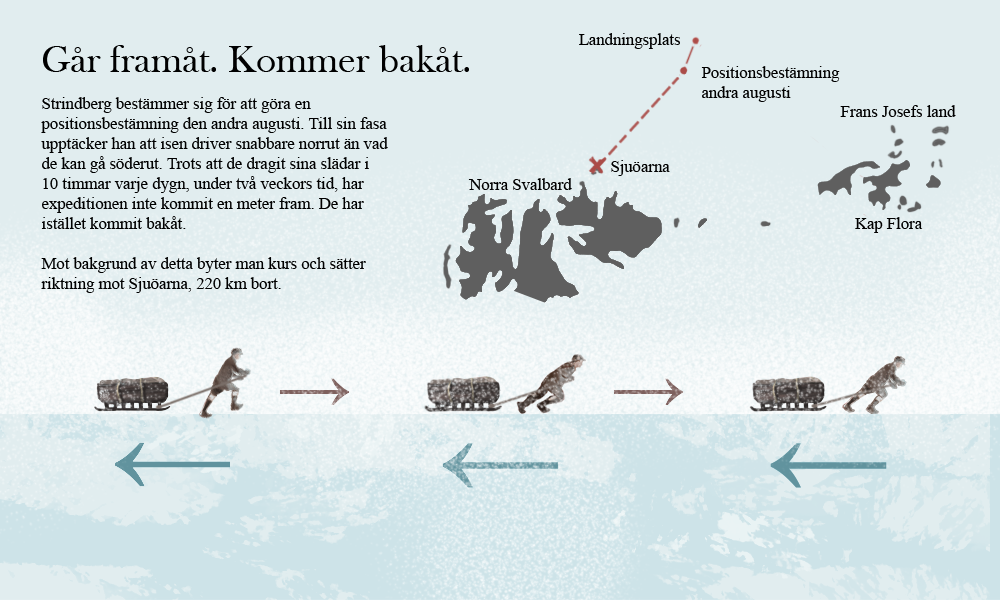 Går framåt. Kommer bakåt.
Strindberg bestämmer sig för att göra en
positionsbestämning den andra augusti. Till sin fasa
upptäcker han att isen driver snabbare norrut än vad
de kan gå söderut. Trots att de dragit sina slädar i
10 timmar varje dygn, under två veckors tid, har
expeditionen inte kommit en meter fram. De har
istället kommit bakåt.
Mot bakgrund av detta byter man kurs och sätter
riktning mot Sjuöarna, 220 km bort.
Landningsplats
Positionsbestämning
andra augusti
Frans Josefs land
Sjuöarna
Norra Svalbard
Kap Flora